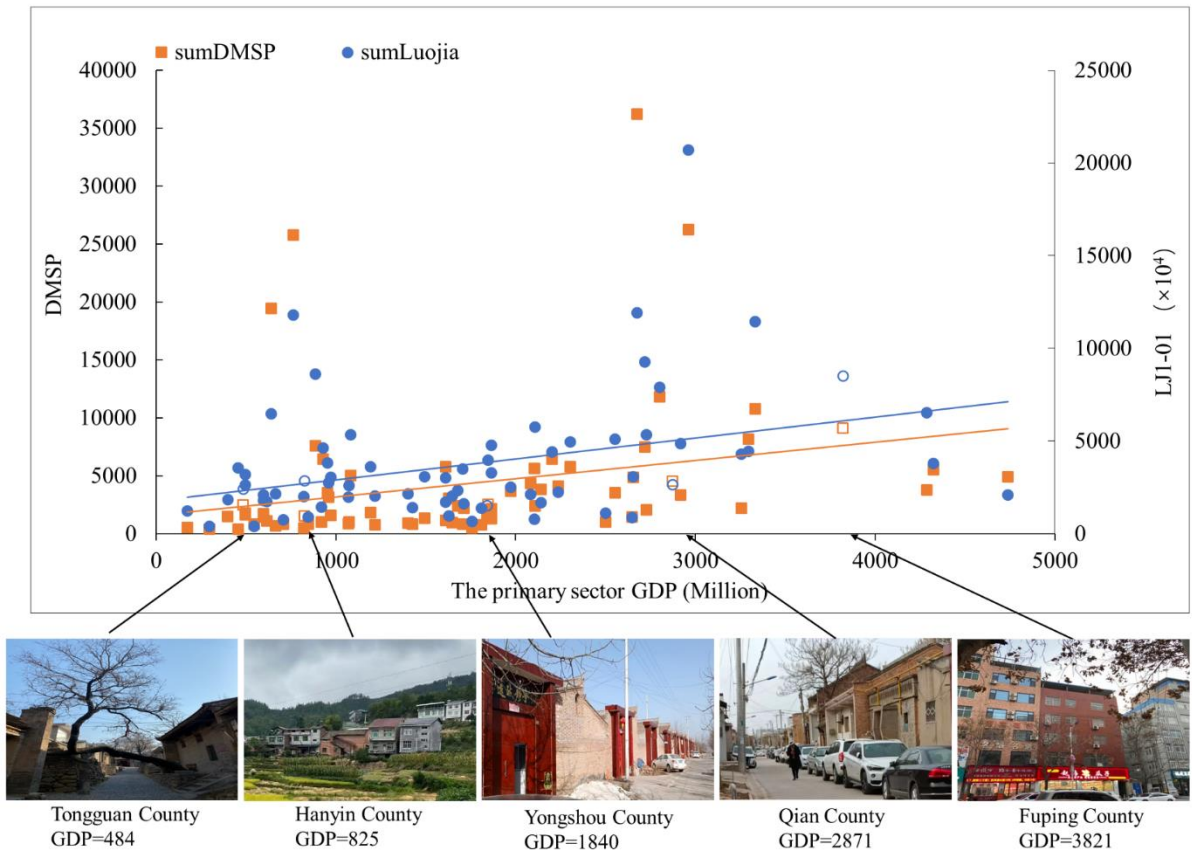 sumDMSP
sumLuojia
40000
35000
30000
25000
20000
15000
10000
5000
0
DMSP
25000
20000
15000
10000
5000
0
LJ1-01 （×10⁴）
0
1000
2000
3000
4000
5000
The primary sector GDP (Million)
Tongguan County
GDP=484
Hanyin County
GDP=825
Yongshou County
GDP=1840
Qian County
GDP=2871
Fuping County
GDP=3821